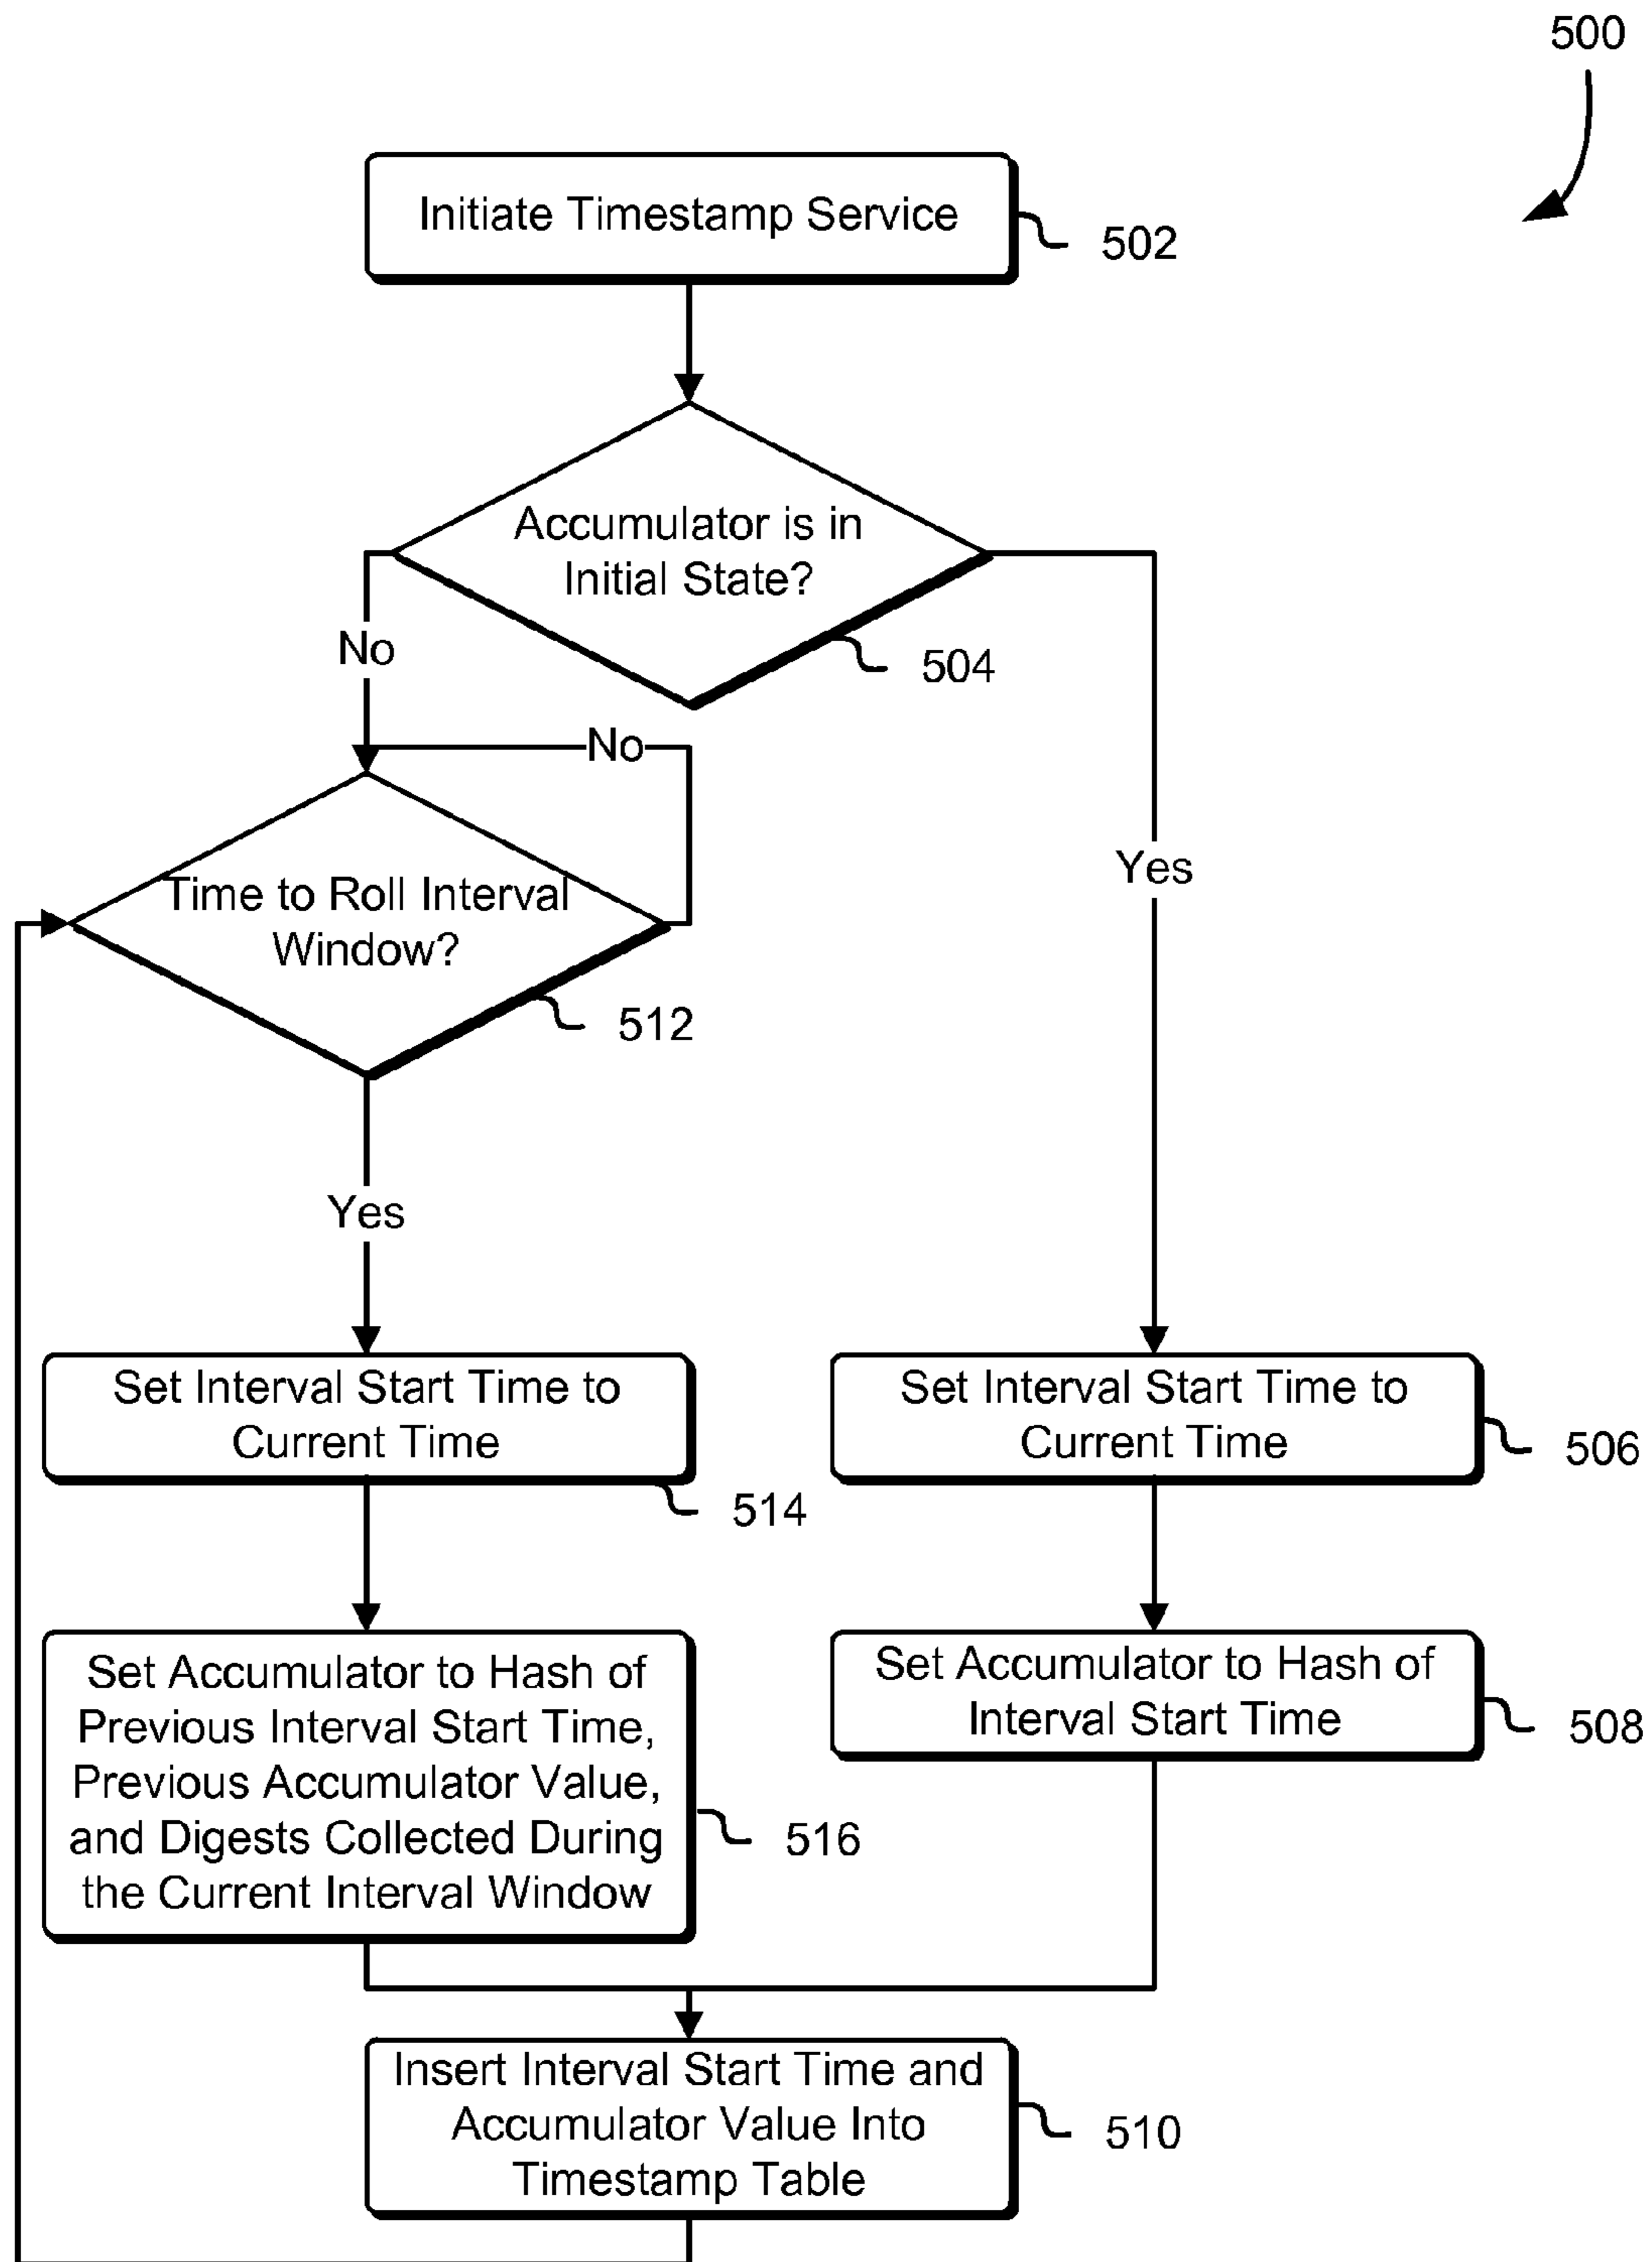 500
Initiate Timestamp Service
502
Accumulator is in
Initial State?
504
No
No
Time to Roll Interval
Window?
512
Yes
Yes
Set Interval Start Time to
Current Time
514
Set Interval Start Time to
Current Time
506
Set Accumulator to Hash of
Previous Interval Start Time,
Previous Accumulator Value,
and Digests Collected During
the Current Interval Window
516
Set Accumulator to Hash of
Interval Start Time
508
Insert Interval Start Time and
Accumulator Value Into
Timestamp Table
510